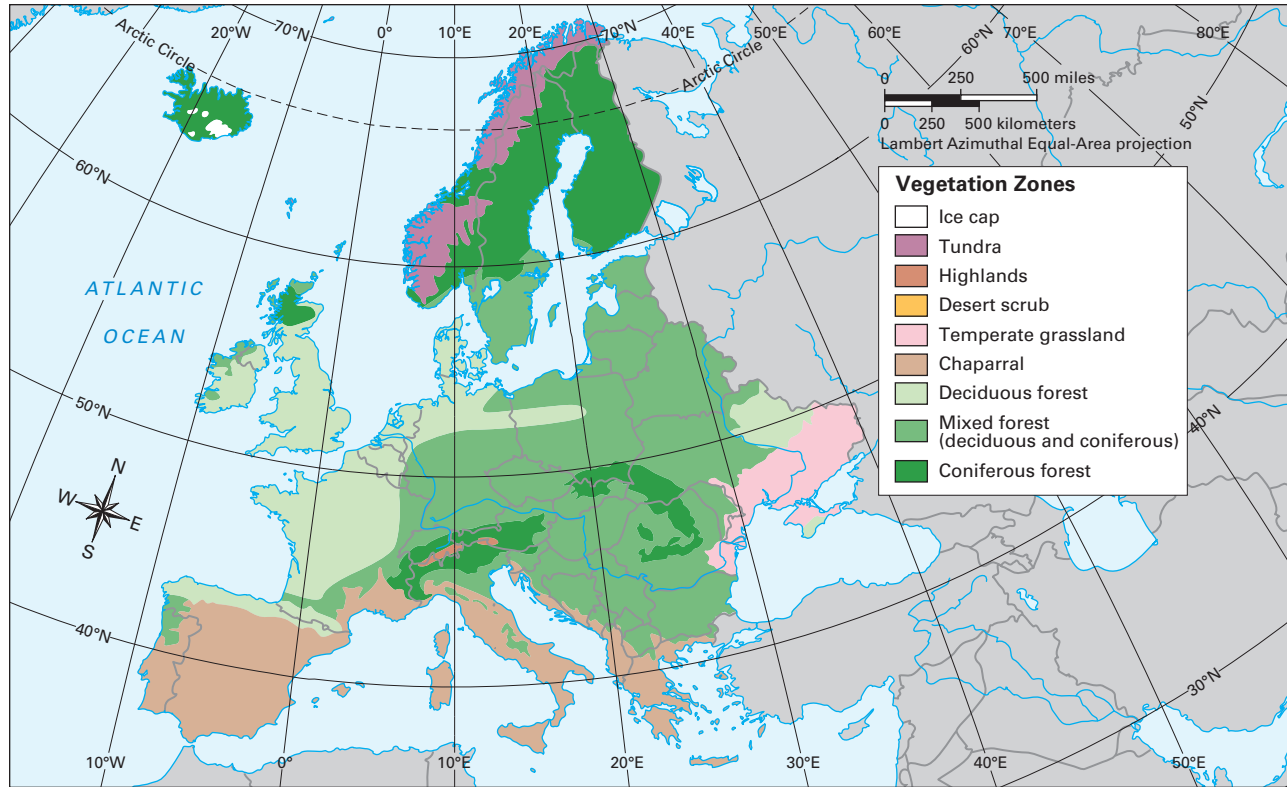 70°N
20°W
0°
10°E
20°E
70°N
40°E
50°E
60°N
70°E
80°E
Arctic Circle
Arctic Circle
0 250 500 miles
0 250 500 kilometers
Lambert Azimuthal Equal-Area projection
50°N
60°N
Vegetation Zones
Ice cap
Tundra
Highlands
Desert scrub
Temperate grassland
Chaparral
Deciduous forest
Mixed forest
(deciduous and coniferous)
Coniferous forest
ATLANTIC
OCEAN
50°N
40°N
N
W
E
S
40°N
30°N
10°W
0°
10°E
20°E
30°E
40°E
50°E